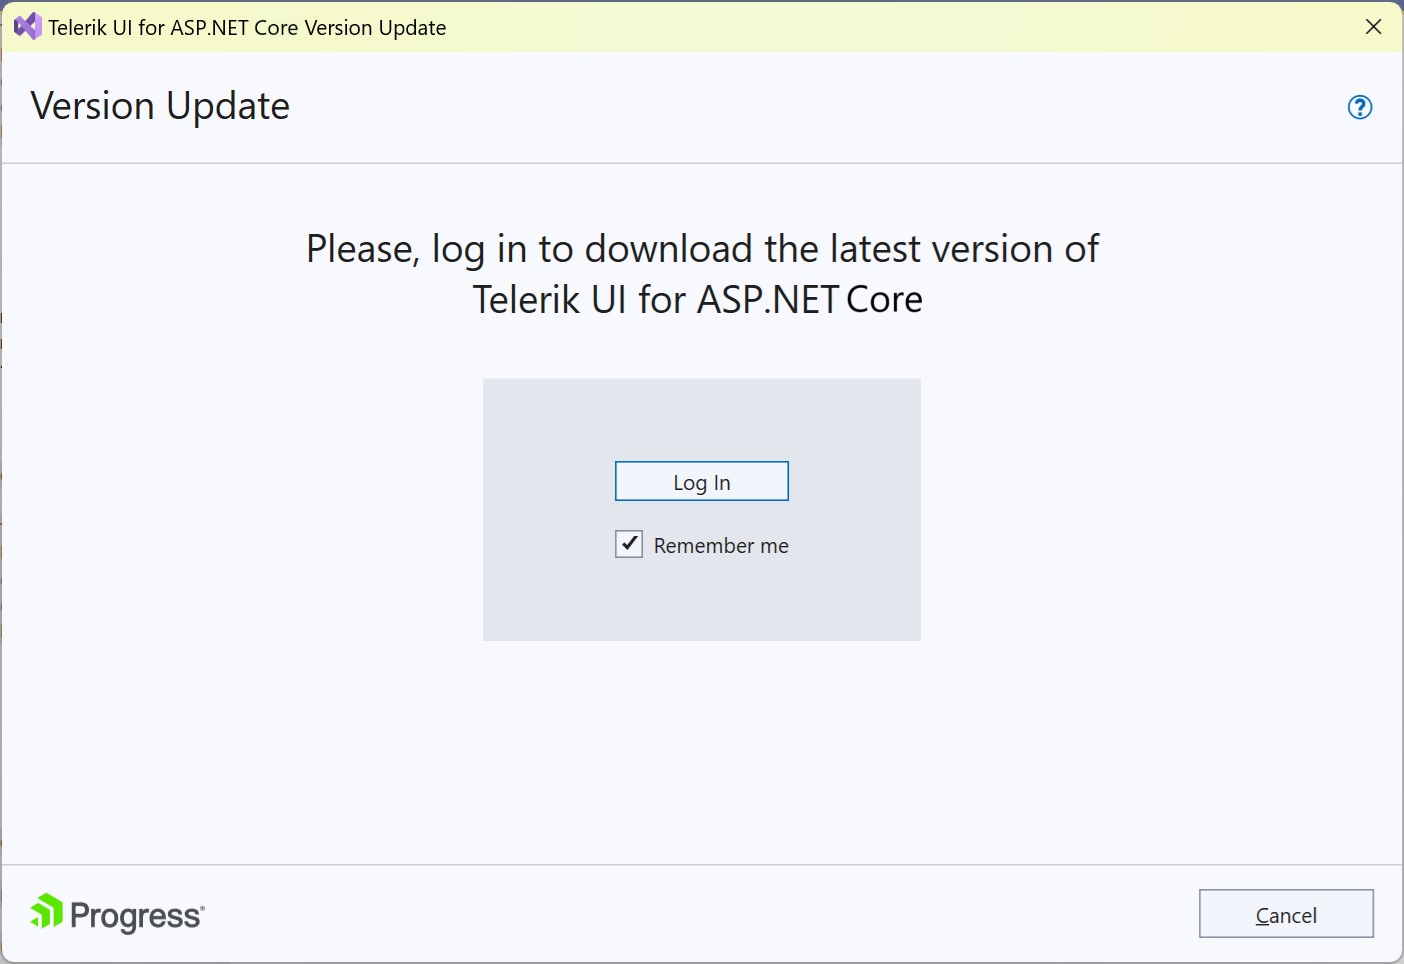 Telerik UI for ASP.NET Core Version Update
Version Update
?
Please, log in to download the latest version of
Telerik UI for ASP.NET Core
Log In
Remember me
Progress®
Cancel